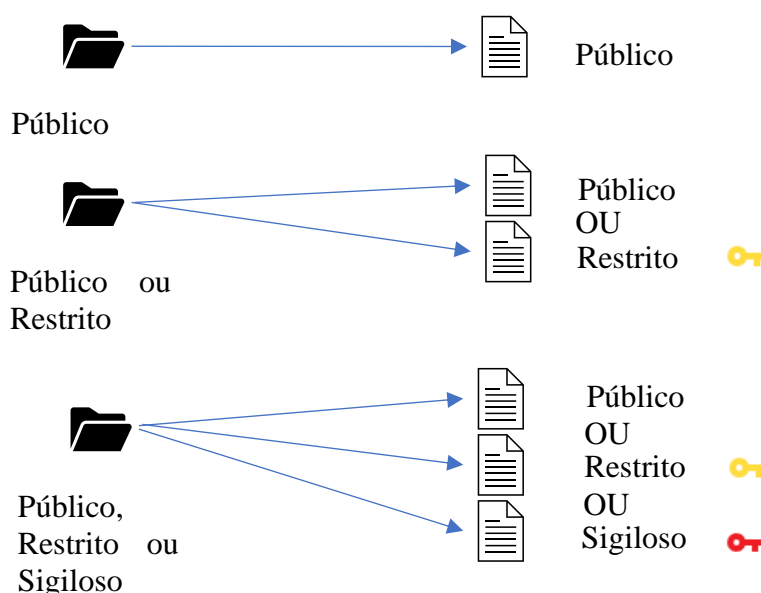 Público
Público
Público
OU
Restrito
Público ou
Restrito
Público
OU
Restrito
OU
Sigiloso
Público,
Restrito ou
Sigiloso